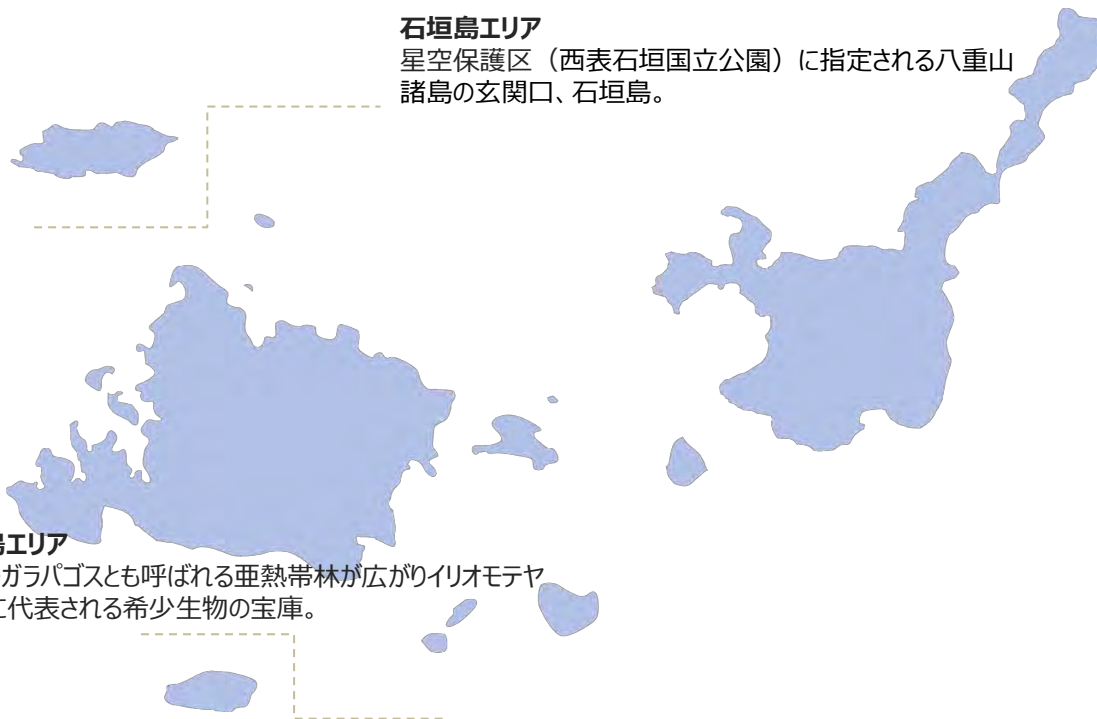 石垣島エリア
星空保護区（西表石垣国立公園）に指定される八重山
諸島の玄関口、石垣島。
島エリア
ガラパゴスとも呼ばれる亜熱帯林が広がりイリオモテヤ
に代表される希少生物の宝庫。